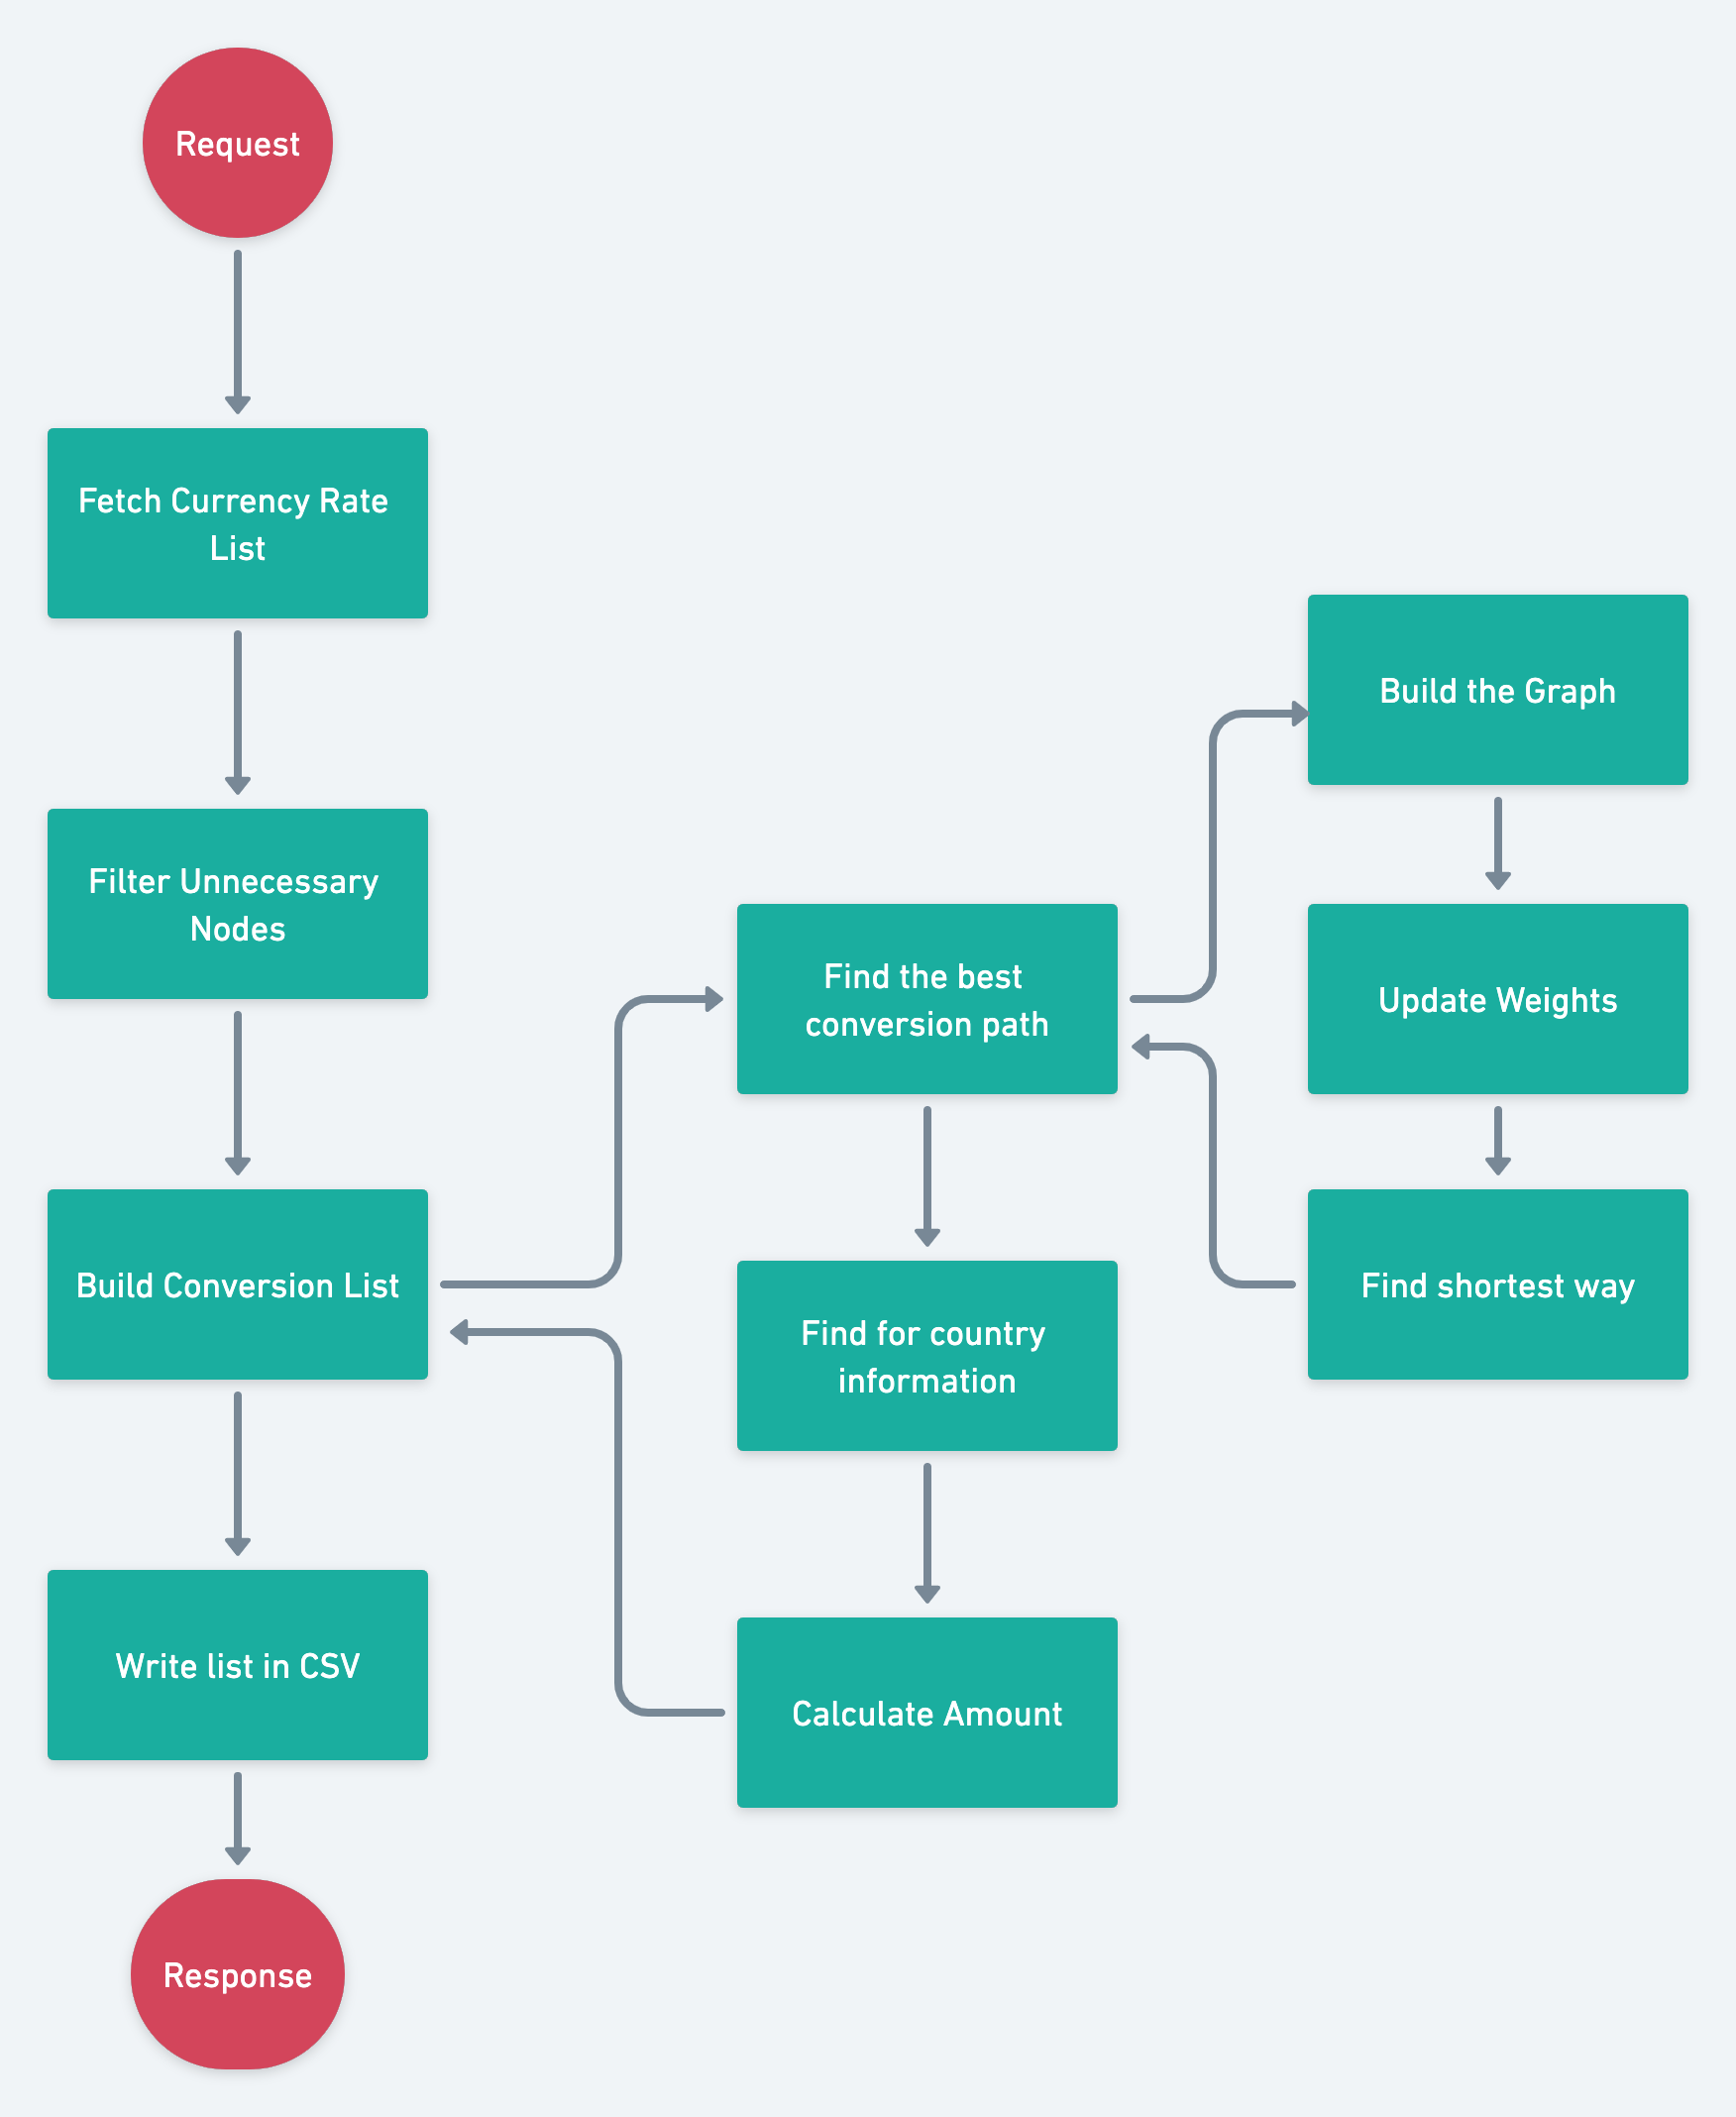 Request
Fetch Currency Rate
List
Filter Unnecessary
Nodes
Build Conversion List
Write list in CSV
Response
Find the best
conversion path
Find for country
information
Calculate Amount
Build the Graph
Update Weights
Find shortest way